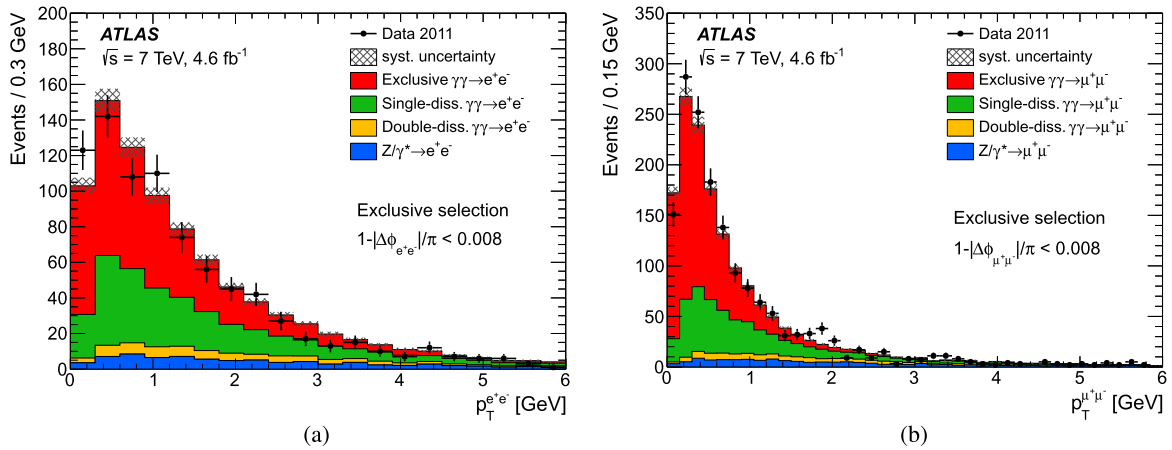 ATLAS
√s = 7 TeV, 4.6 fb⁻¹
Data 2011
syst. uncertainty
Exclusive γγ→e⁺e⁻
Single-diss. γγ→e⁺e⁻
Double-diss. γγ→e⁺e⁻
Z/γ*→e⁺e⁻
Exclusive selection
1-|Δϕ_e⁺e⁻|/π < 0.008
Events / 0.3 GeV
200
180
160
140
120
100
80
60
40
20
0
0 1 2 3 4 5 6
p_T^e⁺e⁻ [GeV]
(a)
ATLAS
√s = 7 TeV, 4.6 fb⁻¹
Data 2011
syst. uncertainty
Exclusive γγ→μ⁺μ⁻
Single-diss. γγ→μ⁺μ⁻
Double-diss. γγ→μ⁺μ⁻
Z/γ*→μ⁺μ⁻
Exclusive selection
1-|Δϕ_μ⁺μ⁻|/π < 0.008
Events / 0.15 GeV
350
300
250
200
150
100
50
0
0 1 2 3 4 5 6
p_T^μ⁺μ⁻ [GeV]
(b)